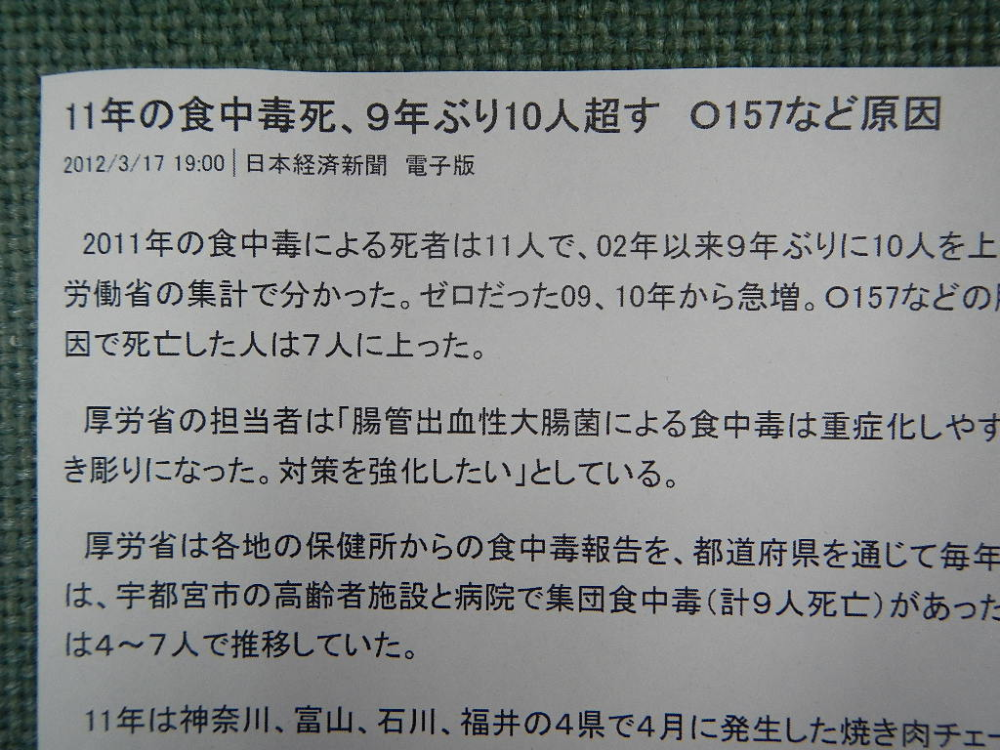 11年の食中毒死、9年ぶり10人超す　O157など原因
2012/3/17 19:00 | 日本経済新聞　電子版
2011年の食中毒による死者は11人で、02年以来9年ぶりに10人を上
労働省の集計で分かった。ゼロだった09、10年から急増。O157などの
因で死亡した人は7人に上った。
厚労省の担当者は「腸管出血性大腸菌による食中毒は重症化しやす
き彫りになった。対策を強化したい」としている。
厚労省は各地の保健所からの食中毒報告を、都道府県を通じて毎年
は、宇都宮市の高齢者施設と病院で集団食中毒(計9人死亡)があった
は4～7人で推移していた。
11年は神奈川、富山、石川、福井の4県で4月に発生した焼き肉チェー